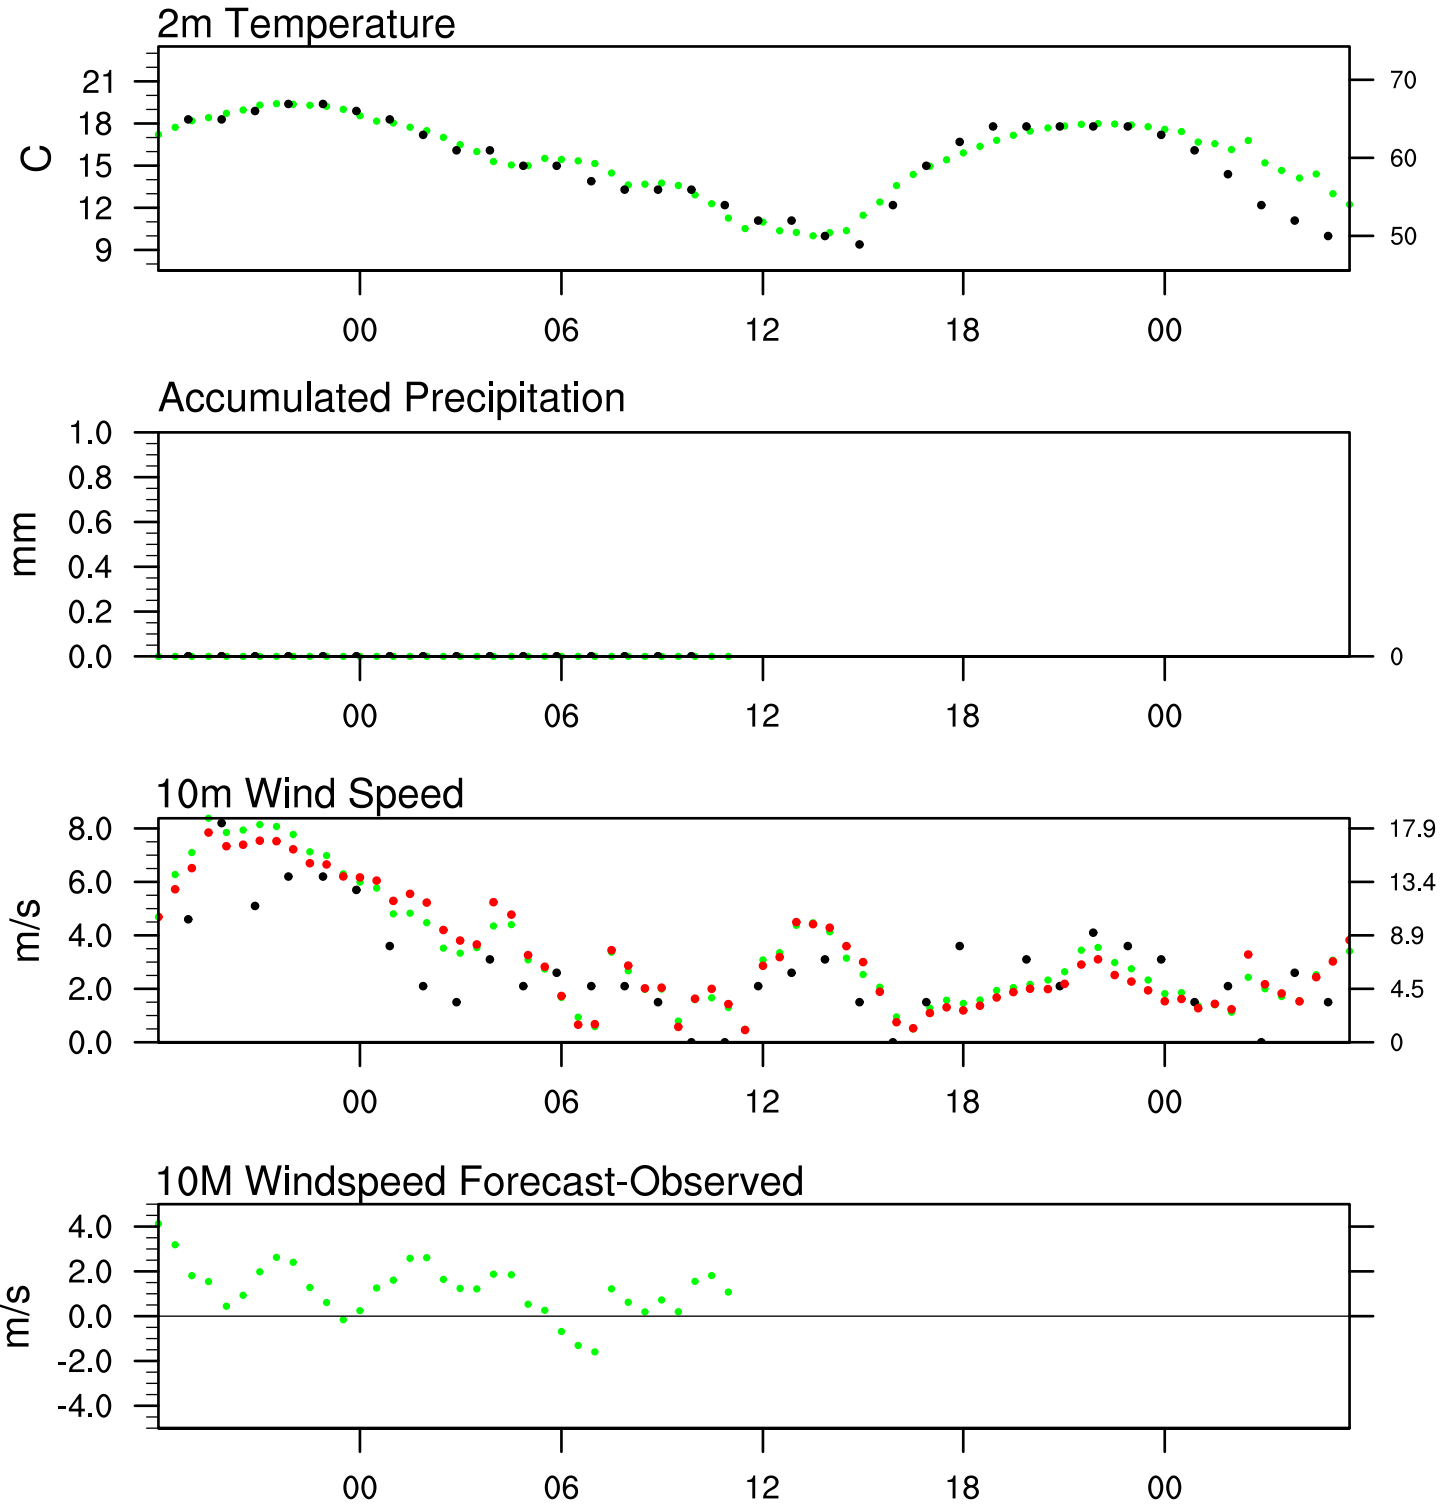 2m Temperature
21
18
15
12
9
C
70
60
50
00 06 12 18 00
Accumulated Precipitation
1.0
0.8
0.6
0.4
0.2
0.0
mm
0
00 06 12 18 00
10m Wind Speed
8.0
6.0
4.0
2.0
0.0
m/s
17.9
13.4
8.9
4.5
0
00 06 12 18 00
10M Windspeed Forecast-Observed
4.0
2.0
0.0
-2.0
-4.0
m/s
00 06 12 18 00